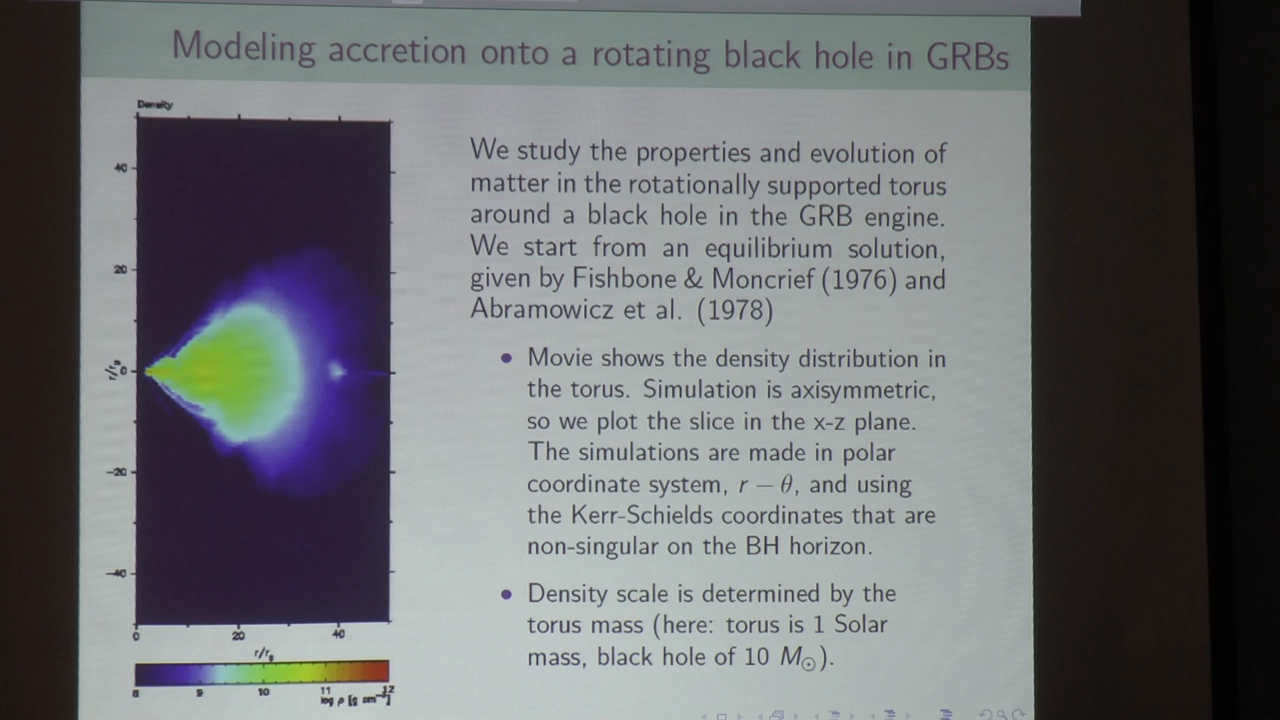 Modeling accretion onto a rotating black hole in GRBs
Density
40
20
0
−20
−40
r/rg
0
20
40
r/rg
8
9
10
11
12
log ρ [g cm⁻³]
We study the properties and evolution of
matter in the rotationally supported torus
around a black hole in the GRB engine.
We start from an equilibrium solution,
given by Fishbone & Moncrief (1976) and
Abramowicz et al. (1978)
• Movie shows the density distribution in
the torus. Simulation is axisymmetric,
so we plot the slice in the x-z plane.
The simulations are made in polar
coordinate system, r − θ, and using
the Kerr-Schields coordinates that are
non-singular on the BH horizon.
• Density scale is determined by the
torus mass (here: torus is 1 Solar
mass, black hole of 10 M⊙).